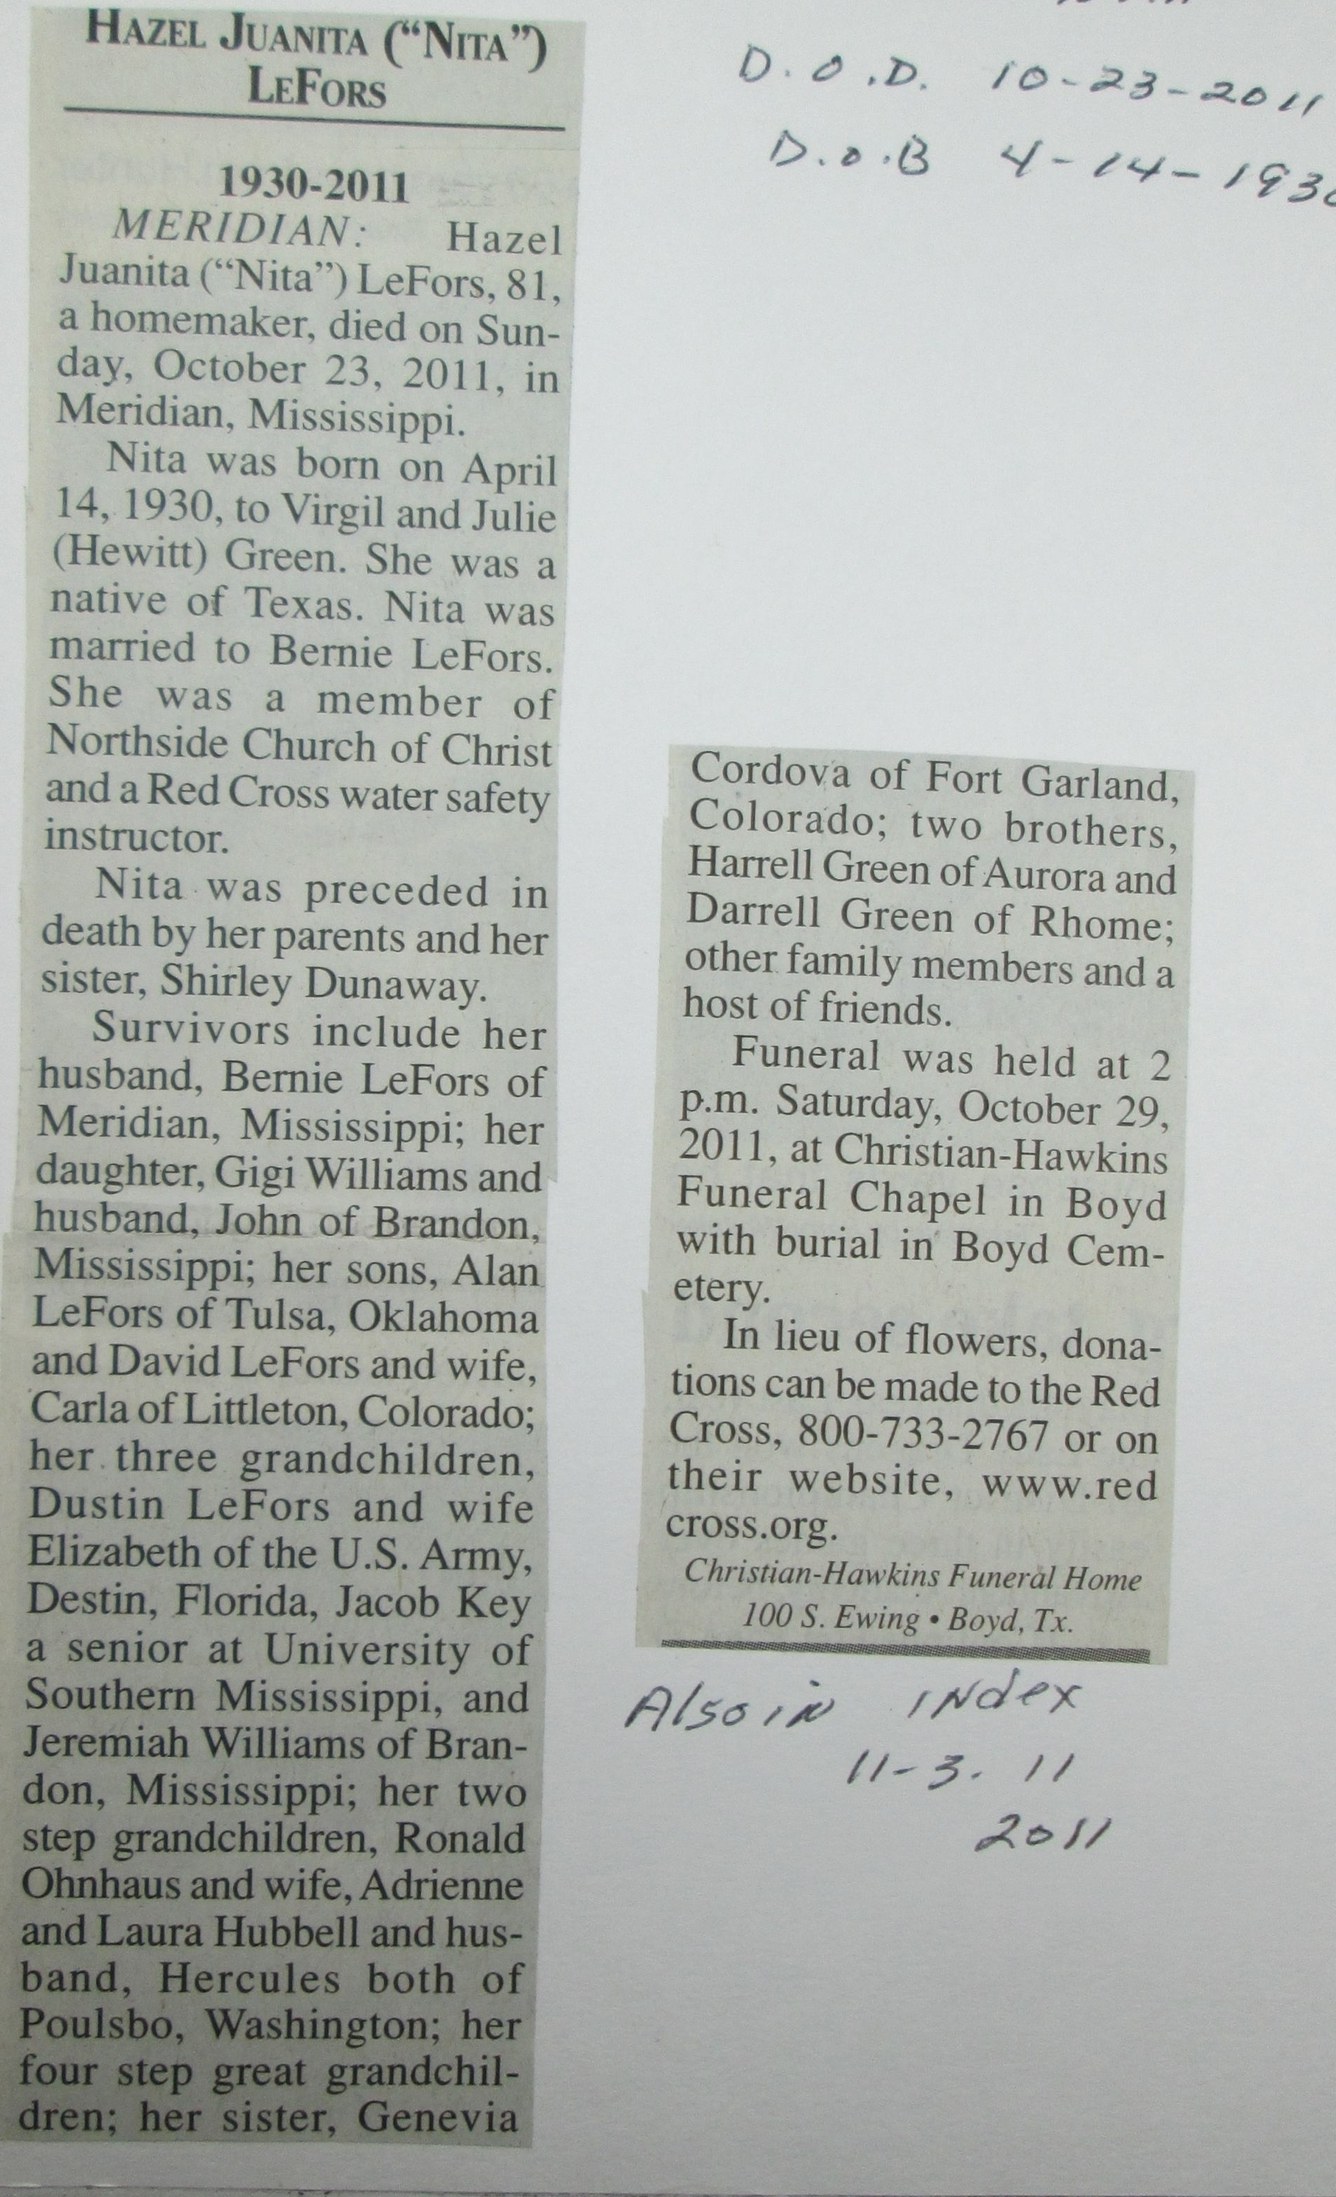 HAZEL JUANITA (“NITA”)
LEFORS
1930-2011
MERIDIAN: Hazel
Juanita (“Nita”) LeFors, 81,
a homemaker, died on Sun-
day, October 23, 2011, in
Meridian, Mississippi.
Nita was born on April
14, 1930, to Virgil and Julie
(Hewitt) Green. She was a
native of Texas. Nita was
married to Bernie LeFors.
She was a member of
Northside Church of Christ
and a Red Cross water safety
instructor.
Nita was preceded in
death by her parents and her
sister, Shirley Dunaway.
Survivors include her
husband, Bernie LeFors of
Meridian, Mississippi; her
daughter, Gigi Williams and
husband, John of Brandon,
Mississippi; her sons, Alan
LeFors of Tulsa, Oklahoma
and David LeFors and wife,
Carla of Littleton, Colorado;
her three grandchildren,
Dustin LeFors and wife
Elizabeth of the U.S. Army,
Destin, Florida, Jacob Key
a senior at University of
Southern Mississippi, and
Jeremiah Williams of Bran-
don, Mississippi; her two
step grandchildren, Ronald
Ohnhaus and wife, Adrienne
and Laura Hubbell and hus-
band, Hercules both of
Poulsbo, Washington; her
four step great grandchil-
dren; her sister, Genevia
D.O.D. 10-23-2011
D.O.B 4-14-1930
Cordova of Fort Garland,
Colorado; two brothers,
Harrell Green of Aurora and
Darrell Green of Rhome;
other family members and a
host of friends.
Funeral was held at 2
p.m. Saturday, October 29,
2011, at Christian-Hawkins
Funeral Chapel in Boyd
with burial in Boyd Cem-
etery.
In lieu of flowers, dona-
tions can be made to the Red
Cross, 800-733-2767 or on
their website, www.red
cross.org.
Christian-Hawkins Funeral Home
100 S. Ewing • Boyd, Tx.
Also in INdex
11-3. 11
2011